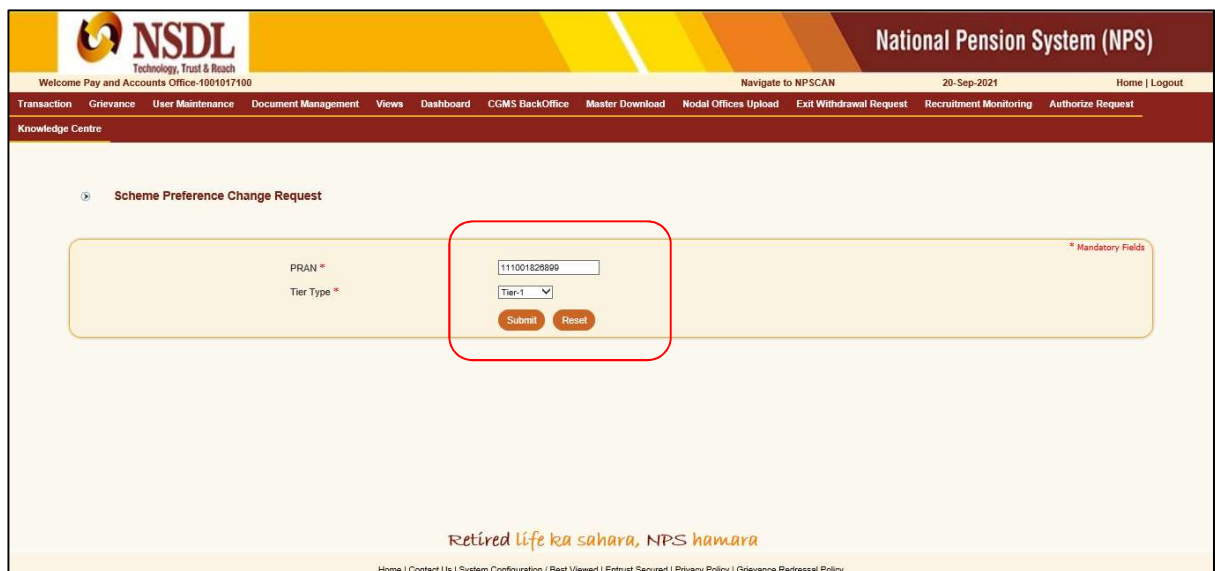 NSDL
Technology, Trust & Reach
National Pension System (NPS)
Welcome Pay and Accounts Office-1001017100 Navigate to NPSCAN 20-Sep-2021 Home | Logout
Transaction Grievance User Maintenance Document Management Views Dashboard CGMS BackOffice Master Download Nodal Offices Upload Exit Withdrawal Request Recruitment Monitoring Authorize Request
Knowledge Centre
Scheme Preference Change Request
* Mandatory Fields
PRAN * 111001826899
Tier Type * Tier-1
Submit Reset
Retired life ka sahara, NPS hamara
Home | Contact Us | System Configuration / Best Viewed | Entrust Secured | Privacy Policy | Grievance Redressal Policy